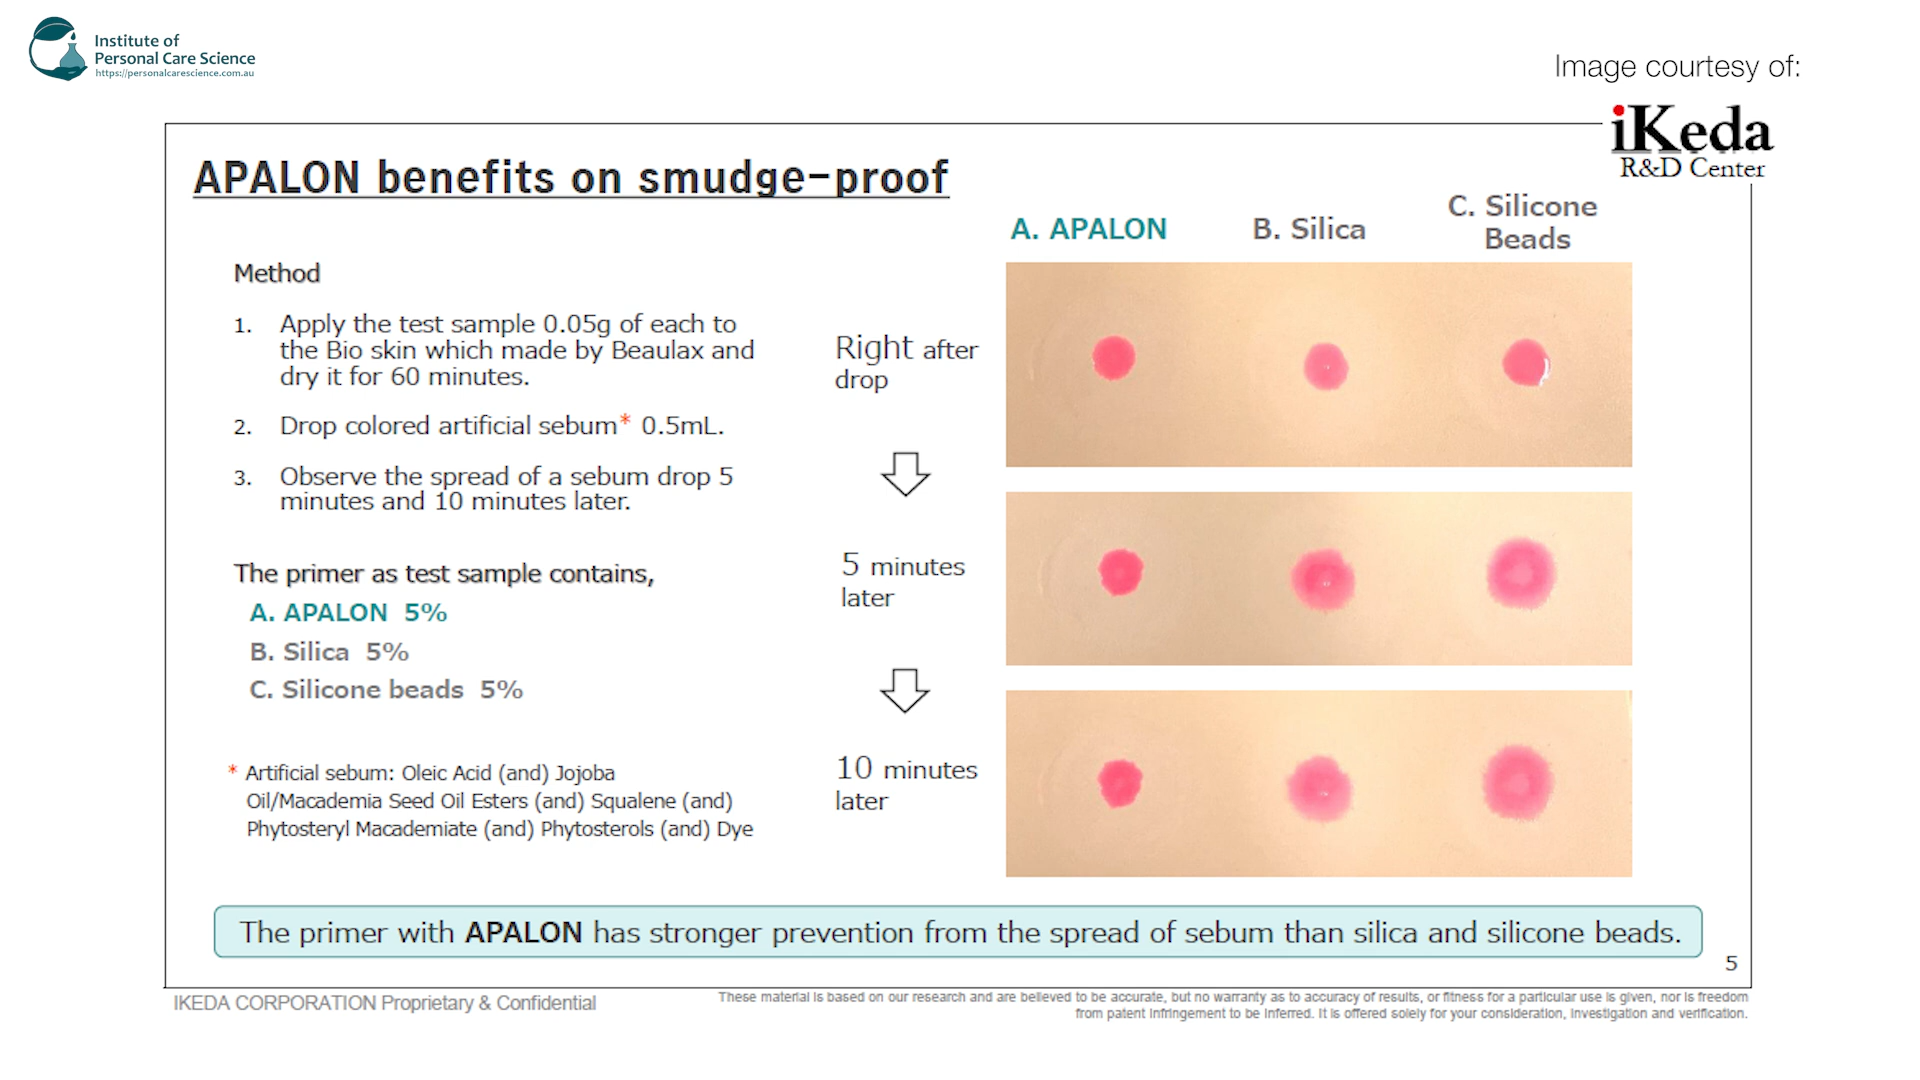 Institute of
Personal Care Science
https://personalcarescience.com.au
Image courtesy of:
iKeda
R&D Center
APALON benefits on smudge-proof
A. APALON
B. Silica
C. Silicone
Beads
Method
1. Apply the test sample 0.05g of each to
the Bio skin which made by Beaulax and
dry it for 60 minutes.
2. Drop colored artificial sebum* 0.5mL.
3. Observe the spread of a sebum drop 5
minutes and 10 minutes later.
The primer as test sample contains,
A. APALON 5%
B. Silica 5%
C. Silicone beads 5%
* Artificial sebum: Oleic Acid (and) Jojoba
Oil/Macademia Seed Oil Esters (and) Squalene (and)
Phytosteryl Macademiate (and) Phytosterols (and) Dye
Right after
drop
5 minutes
later
10 minutes
later
The primer with APALON has stronger prevention from the spread of sebum than silica and silicone beads.
5
IKEDA CORPORATION Proprietary & Confidential
These material is based on our research and are believed to be accurate, but no warranty as to accuracy of results, or fitness for a particular use is given, nor is freedom
from patent infringement to be inferred. It is offered solely for your consideration, investigation and verification.